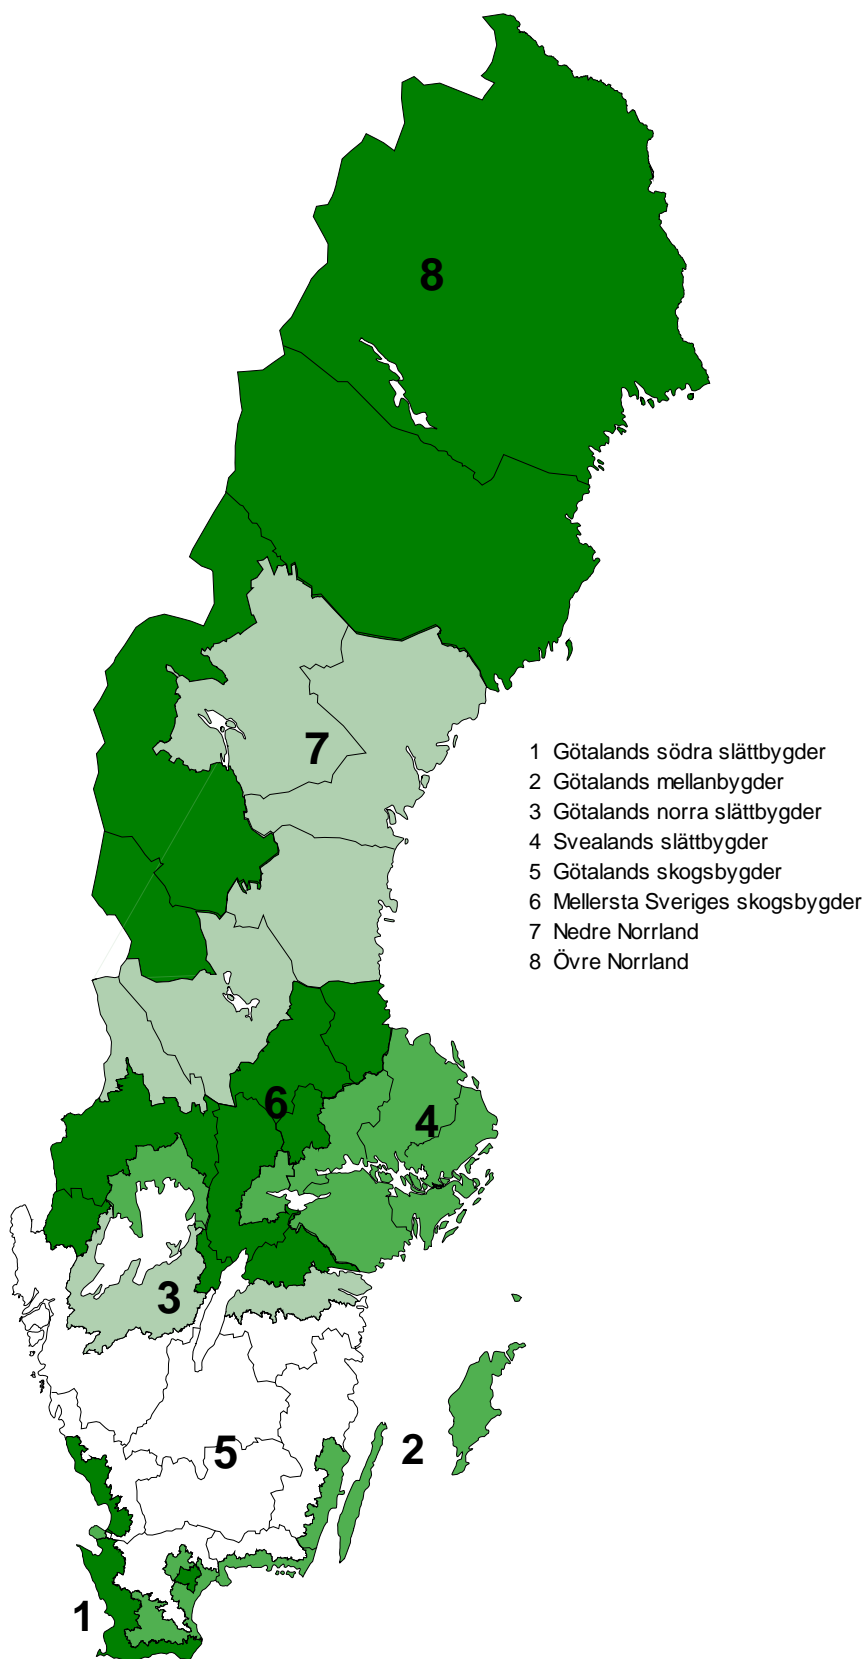 8
7
1 Götalands södra slättbygder
2 Götalands mellanbygder
3 Götalands norra slättbygder
4 Svealands slättbygder
5 Götalands skogsbygder
6 Mellersta Sveriges skogsbygder
7 Nedre Norrland
8 Övre Norrland
6
4
3
5
2
1